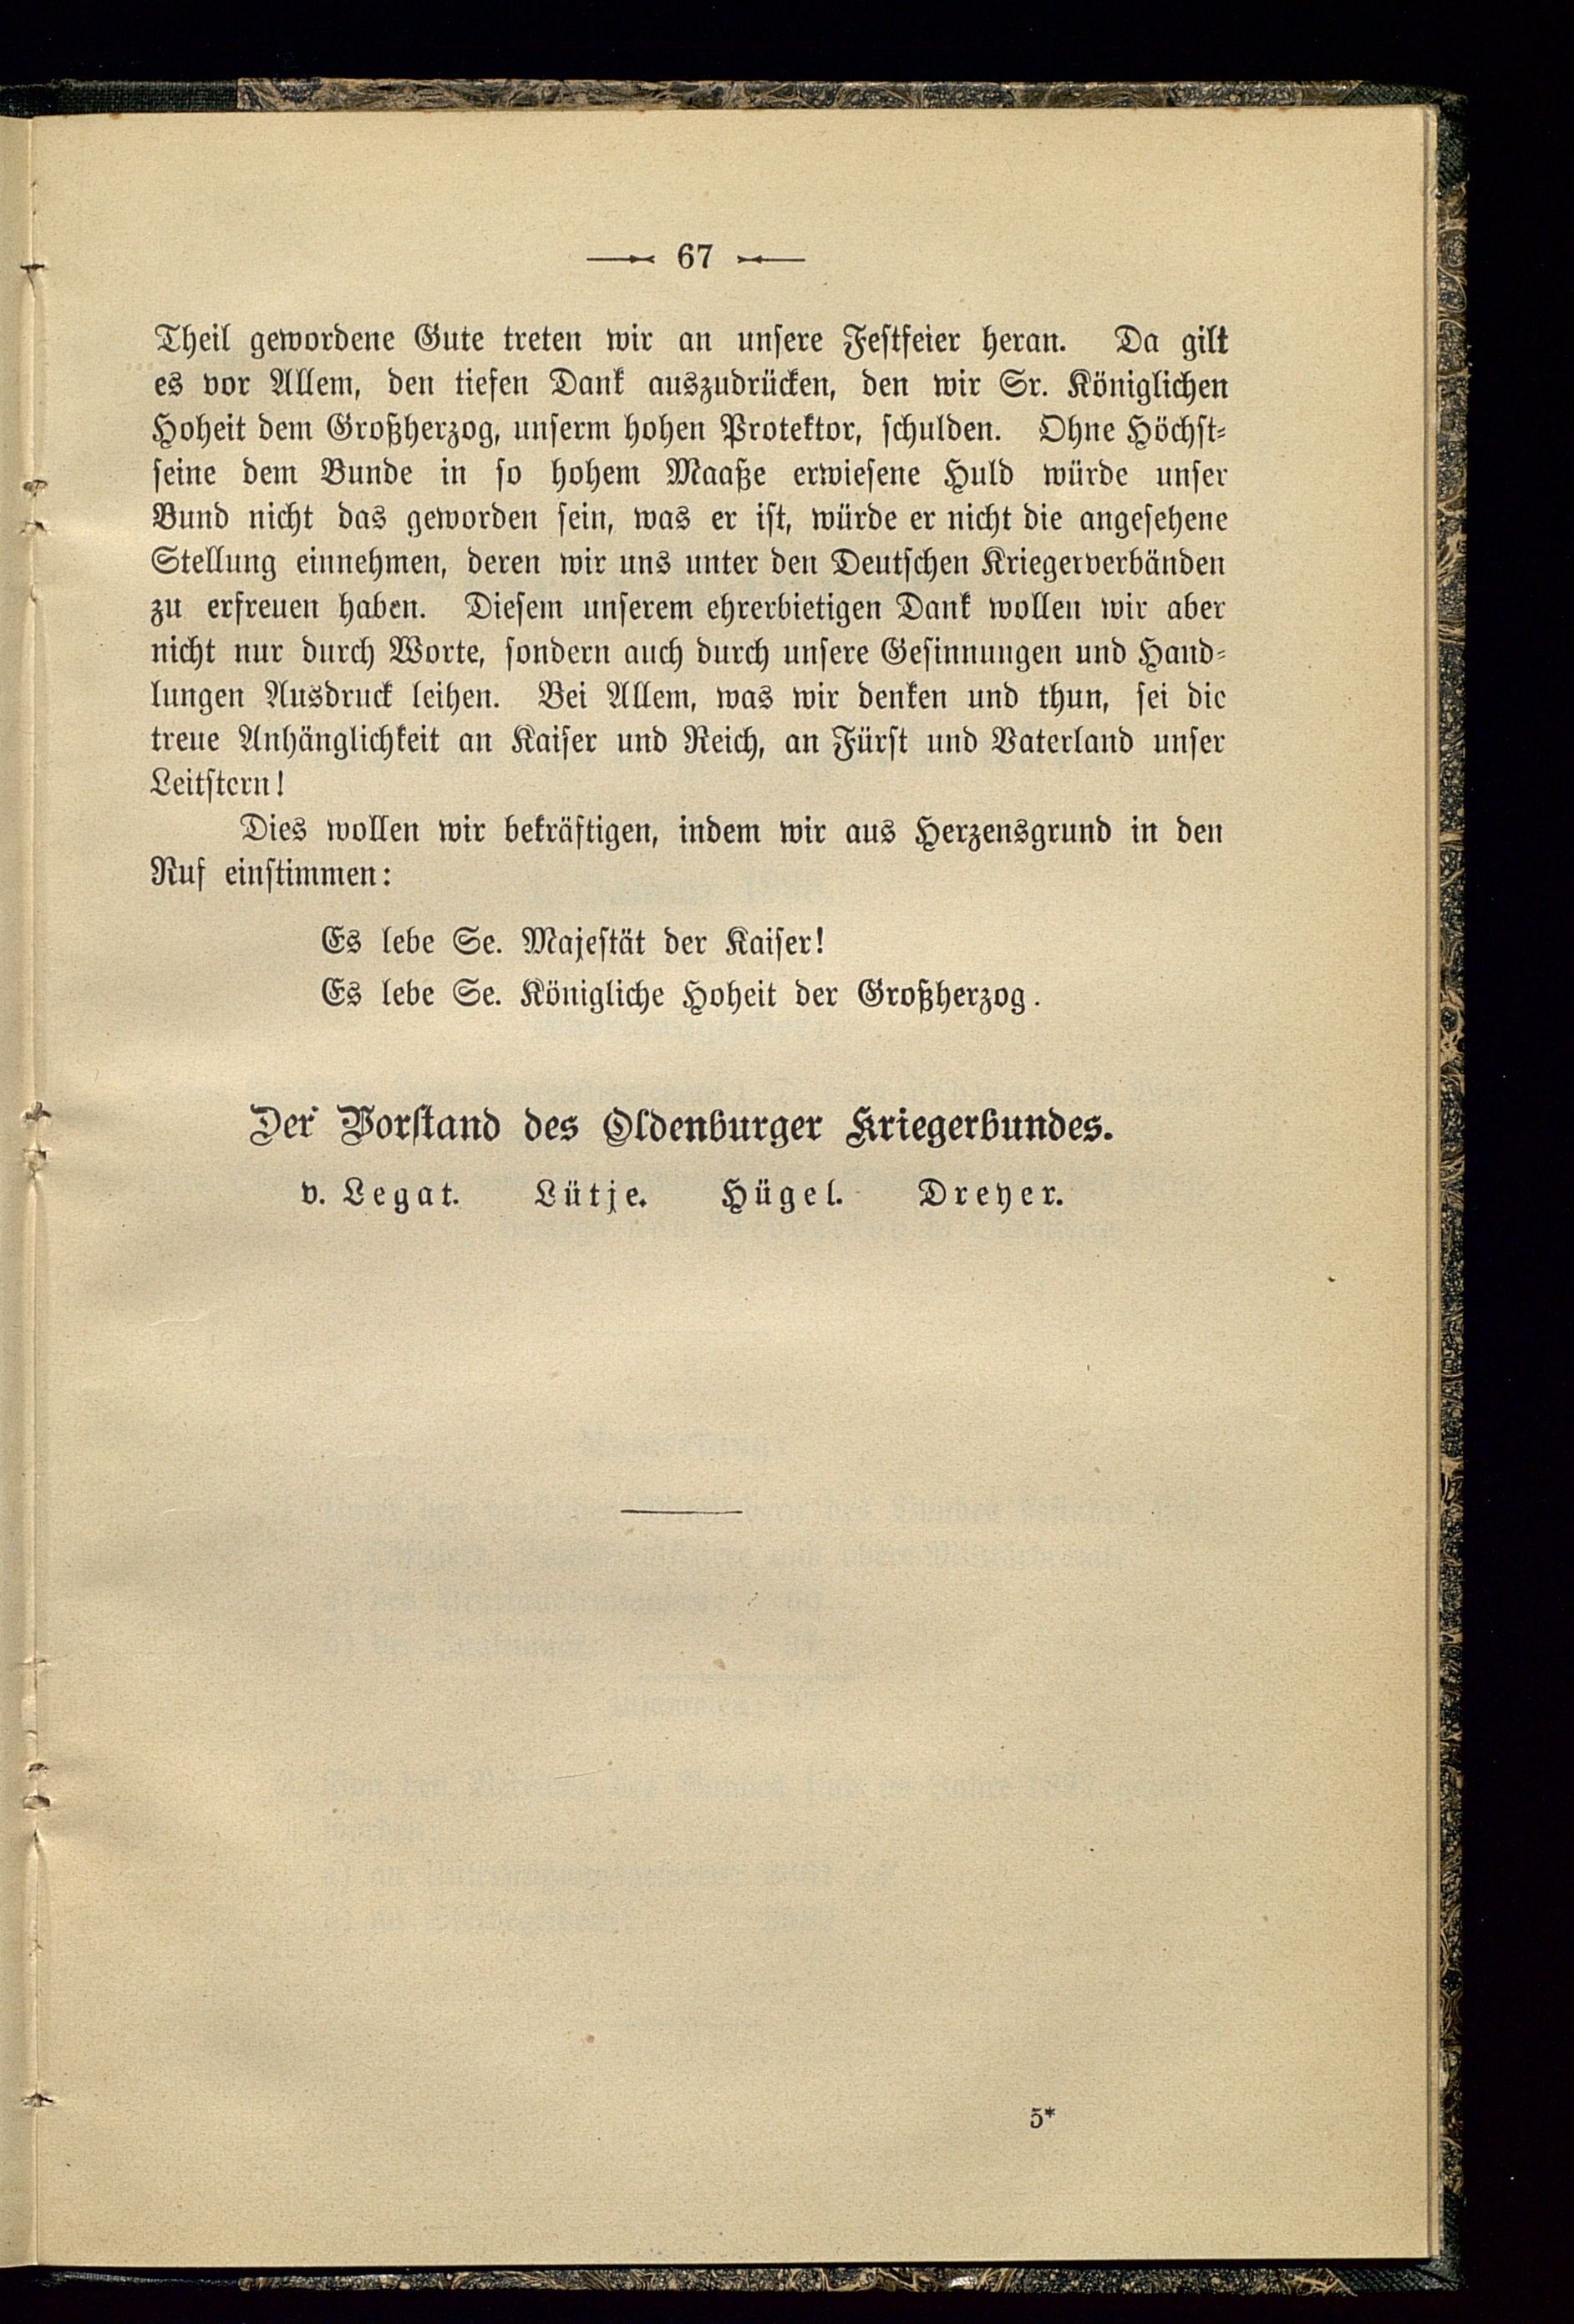 67
Theil gewordene Gute treten wir an unsere Festfeier heran. Da gilt
es vor Allem, den tiefen Dank auszudrücken, den wir Sr. Königlichen
Hoheit dem Großherzog, unserm hohen Protektor, schulden. Ohne Höchst-
seine dem Bunde in so hohem Maaße erwiesene Huld würde unser
Bund nicht das geworden sein, was er ist, würde er nicht die angesehene
Stellung einnehmen, deren wir uns unter den Deutschen Kriegerverbänden
zu erfreuen haben. Diesem unserem ehrerbietigen Dank wollen wir aber
nicht nur durch Worte, sondern auch durch unsere Gesinnungen und Hand-
lungen Ausdruck leihen. Bei Allem, was wir denken und thun, sei die
treue Anhänglichkeit an Kaiser und Reich, an Fürst und Vaterland unser
Leitstern!
Dies wollen wir bekräftigen, indem wir aus Herzensgrund in den
Ruf einstimmen:
Es lebe Se. Majestät der Kaiser!
Es lebe Se. Königliche Hoheit der Großherzog.
Der Vorstand des Oldenburger Kriegerbundes.
v. Legat. Lütje. Hügel. Dreyer.
5*